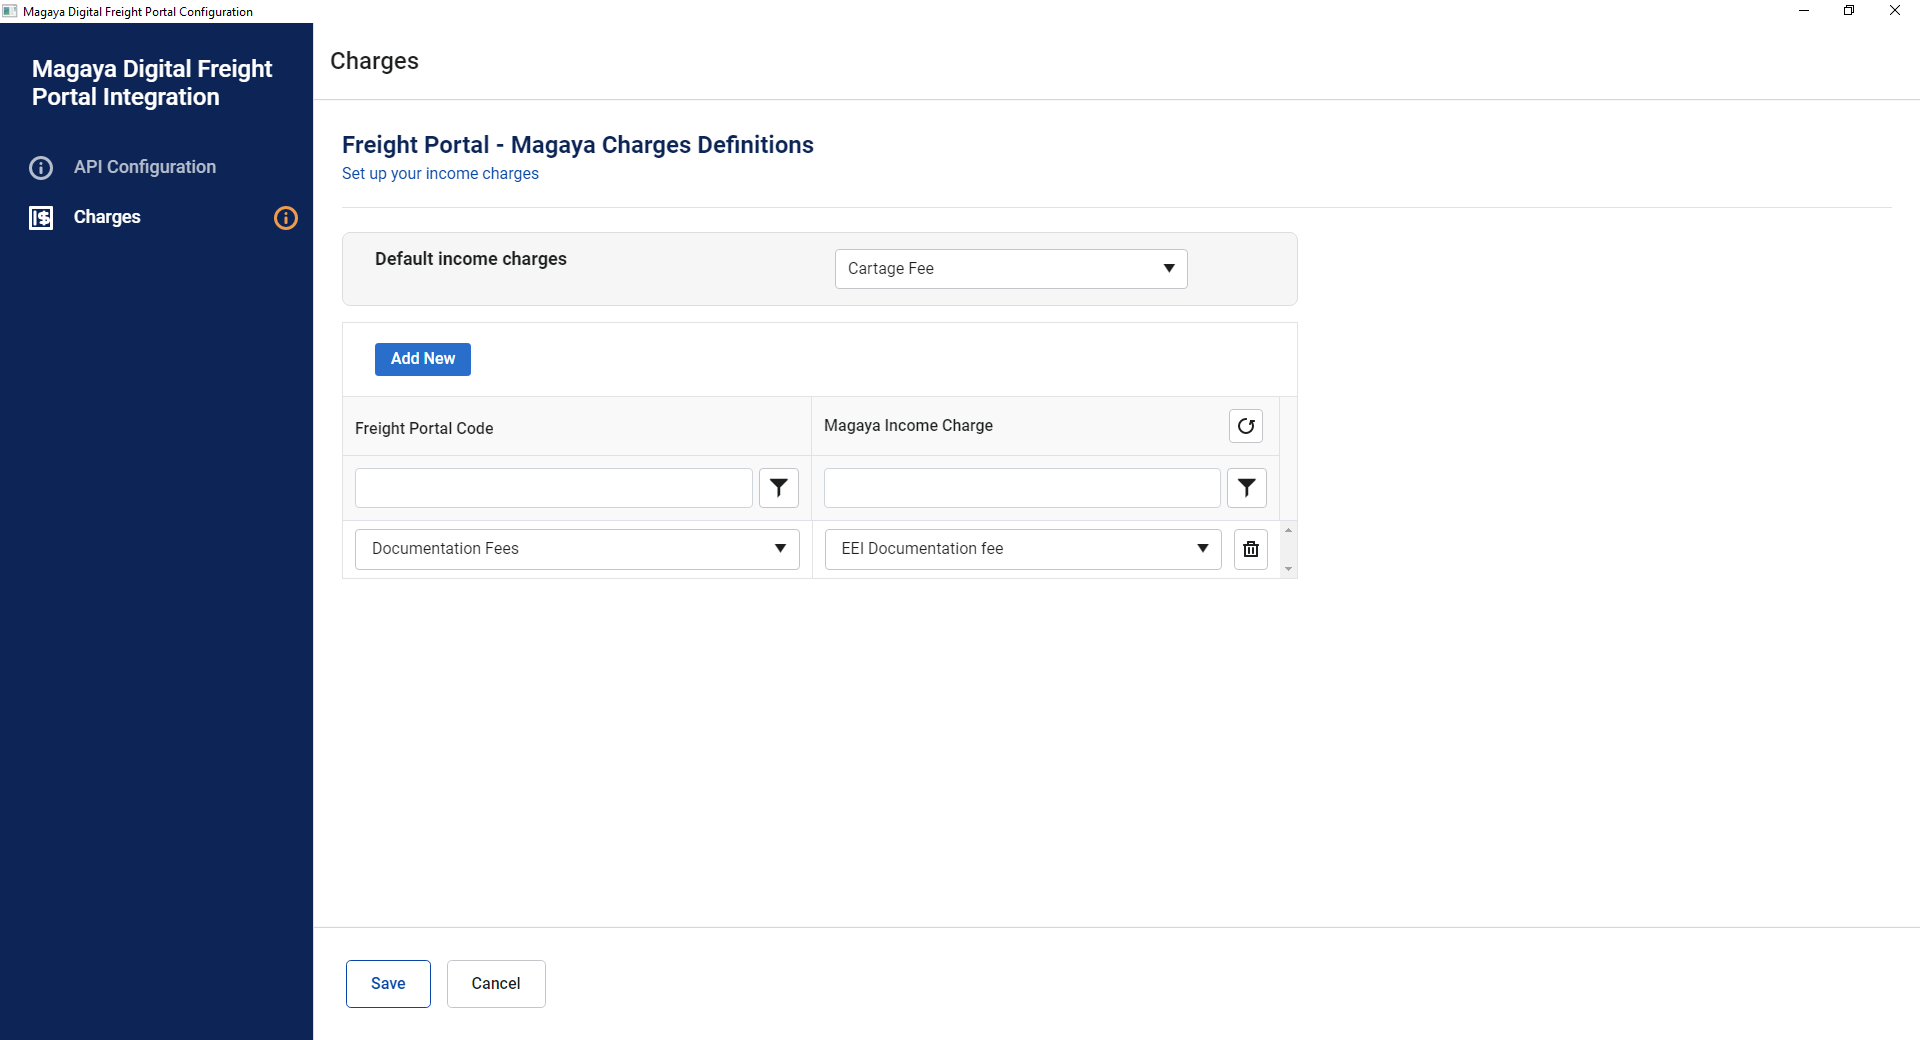 Magaya Digital Freight Portal Configuration
Magaya Digital Freight
Portal Integration
API Configuration
Charges
Charges
Freight Portal - Magaya Charges Definitions
Set up your income charges
Default income charges
Cartage Fee
Add New
Freight Portal Code
Magaya Income Charge
Documentation Fees
EEI Documentation fee
Save
Cancel